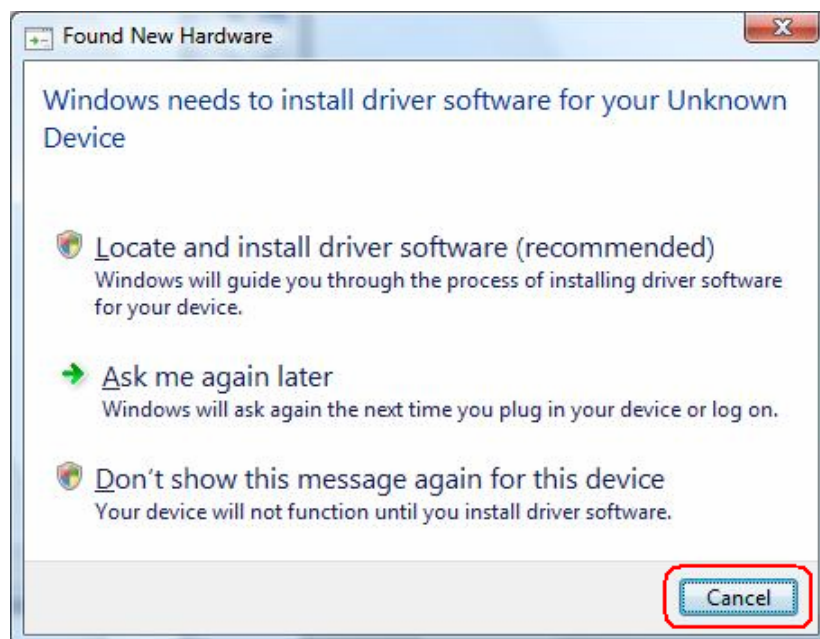 Found New Hardware
Windows needs to install driver software for your Unknown
Device
Locate and install driver software (recommended)
Windows will guide you through the process of installing driver software
for your device.
Ask me again later
Windows will ask again the next time you plug in your device or log on.
Don't show this message again for this device
Your device will not function until you install driver software.
Cancel